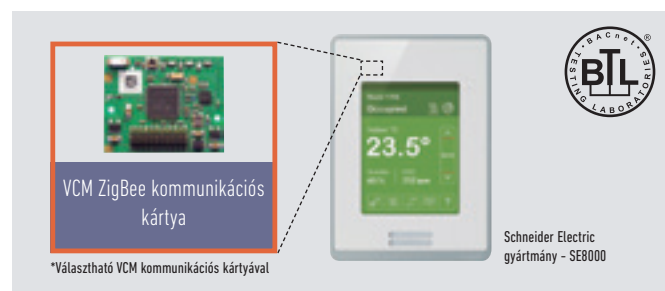 VCM ZigBee kommunikációs
kártya
*Választható VCM kommunikációs kártyával
23.5°
Schneider Electric
gyártmány - SE8000
BACnet
TESTING LABORATORIES
BTL
®